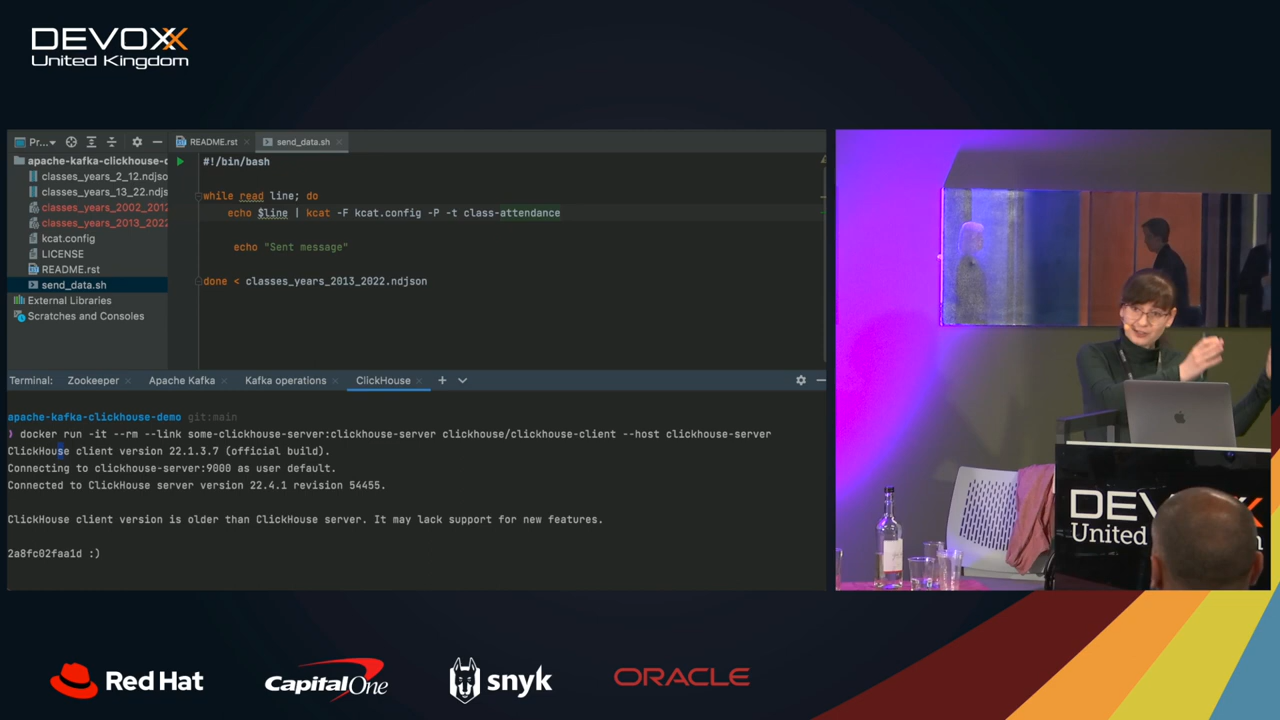 DEVOXX
United Kingdom
Pr...
README.rst
send_data.sh
apache-kafka-clickhouse-d
classes_years_2_12.ndjso
classes_years_13_22.ndjs
classes_years_2002_2012
classes_years_2013_2022
kcat.config
LICENSE
README.rst
send_data.sh
External Libraries
Scratches and Consoles
#!/bin/bash
while read line; do
echo $line | kcat -F kcat.config -P -t class-attendance
echo "Sent message"
done < classes_years_2013_2022.ndjson
Terminal: Zookeeper Apache Kafka Kafka operations ClickHouse
apache-kafka-clickhouse-demo git:main
❯ docker run -it --rm --link some-clickhouse-server:clickhouse-server clickhouse/clickhouse-client --host clickhouse-server
ClickHouse client version 22.1.3.7 (official build).
Connecting to clickhouse-server:9000 as user default.
Connected to ClickHouse server version 22.4.1 revision 54455.
ClickHouse client version is older than ClickHouse server. It may lack support for new features.
2a8fc02faa1d :)
DEV X
United
Red Hat
Capital One
snyk
ORACLE